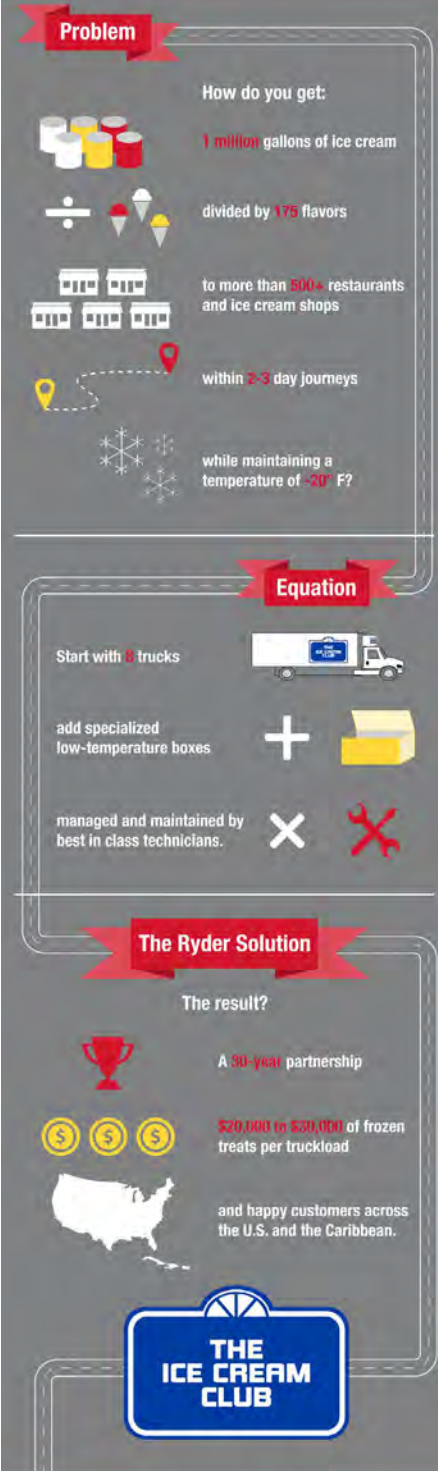 Problem
How do you get:
1 million gallons of ice cream
divided by 175 flavors
to more than 500+ restaurants
and ice cream shops
within 2-3 day journeys
while maintaining a
temperature of -20° F?
Equation
Start with 8 trucks
THE
ICE CREAM
CLUB
add specialized
low-temperature boxes
managed and maintained by
best in class technicians.
The Ryder Solution
The result?
A 30-year partnership
$ $ $
$20,000 to $30,000 of frozen
treats per truckload
and happy customers across
the U.S. and the Caribbean.
THE
ICE CREAM
CLUB